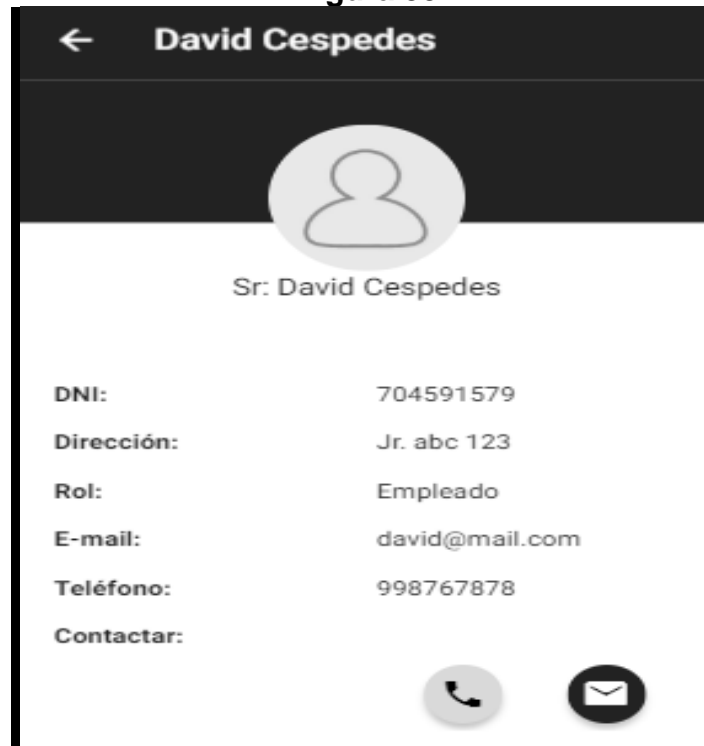 David Cespedes
Sr: David Cespedes
DNI: 704591579
Dirección: Jr. abc 123
Rol: Empleado
E-mail: david@mail.com
Teléfono: 998767878
Contactar: